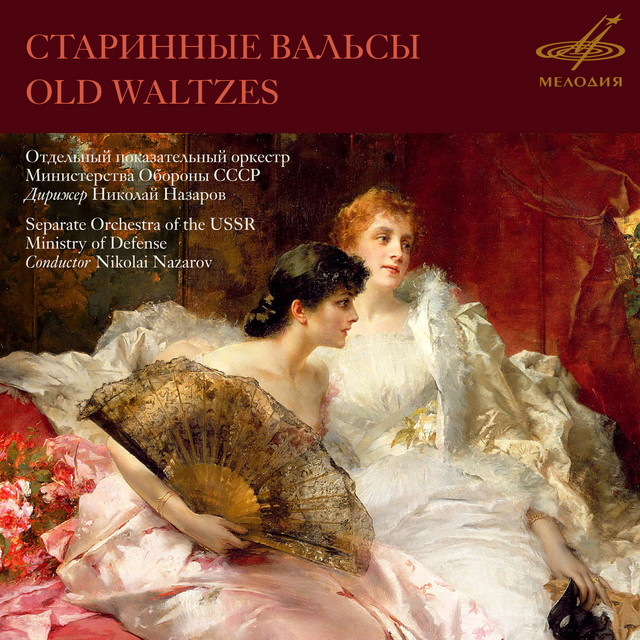 СТАРИННЫЕ ВАЛЬСЫ
OLD WALTZES
МЕЛОДИЯ
Отдельный показательный оркестр
Министерства Обороны СССР
Дирижер Николай Назаров
Separate Orchestra of the USSR
Ministry of Defense
Conductor Nikolai Nazarov